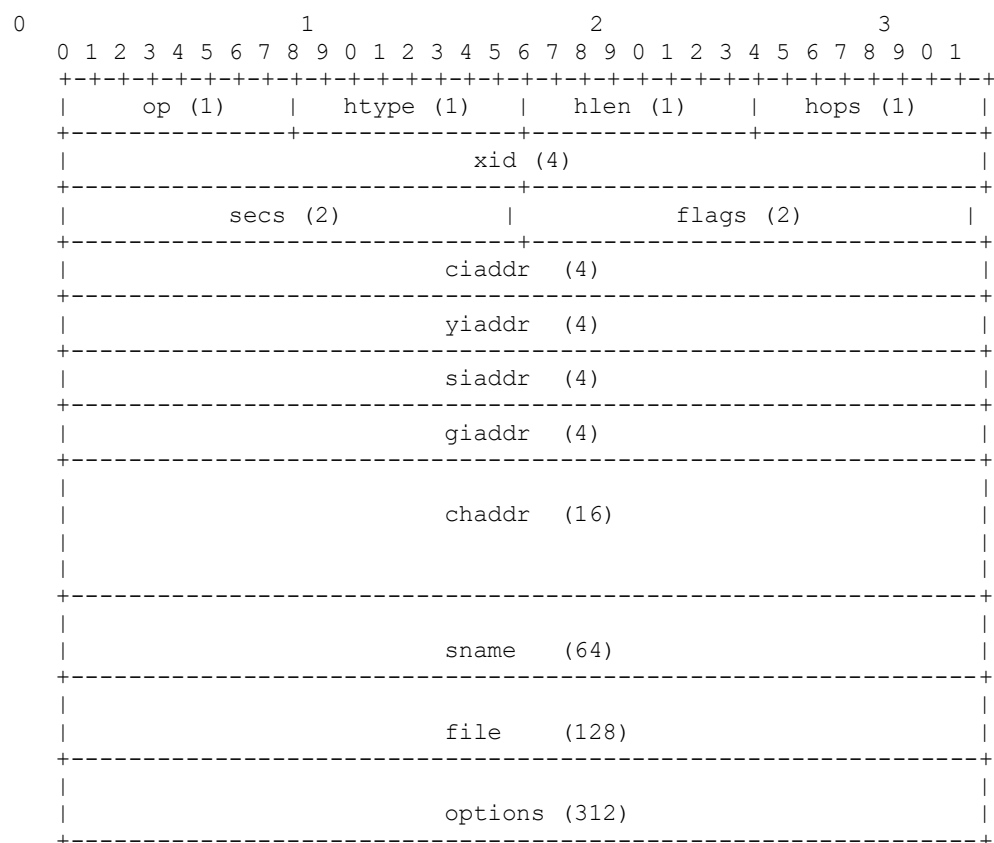 0                   1                   2                   3
0 1 2 3 4 5 6 7 8 9 0 1 2 3 4 5 6 7 8 9 0 1 2 3 4 5 6 7 8 9 0 1
+-+-+-+-+-+-+-+-+-+-+-+-+-+-+-+-+-+-+-+-+-+-+-+-+-+-+-+-+-+-+-+-+
|     op (1)    |   htype (1)   |   hlen (1)    |   hops (1)    |
+---------------+---------------+---------------+---------------+
|                            xid (4)                            |
+-------------------------------+-------------------------------+
|           secs (2)           |           flags (2)           |
+-------------------------------+-------------------------------+
|                          ciaddr  (4)                          |
+---------------------------------------------------------------+
|                          yiaddr  (4)                          |
+---------------------------------------------------------------+
|                          siaddr  (4)                          |
+---------------------------------------------------------------+
|                          giaddr  (4)                          |
+---------------------------------------------------------------+
|                                                               |
|                          chaddr  (16)                         |
|                                                               |
|                                                               |
+---------------------------------------------------------------+
|                                                               |
|                          sname   (64)                         |
+---------------------------------------------------------------+
|                                                               |
|                          file    (128)                        |
+---------------------------------------------------------------+
|                                                               |
|                          options (312)                        |
+---------------------------------------------------------------+